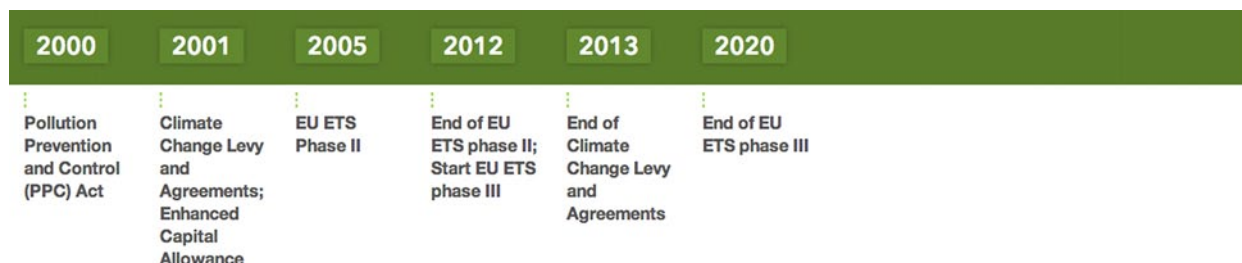 2000 2001 2005 2012 2013 2020
Pollution
Prevention
and Control
(PPC) Act
Climate
Change Levy
and
Agreements;
Enhanced
Capital
Allowance
EU ETS
Phase II
End of EU
ETS phase II;
Start EU ETS
phase III
End of
Climate
Change Levy
and
Agreements
End of EU
ETS phase III